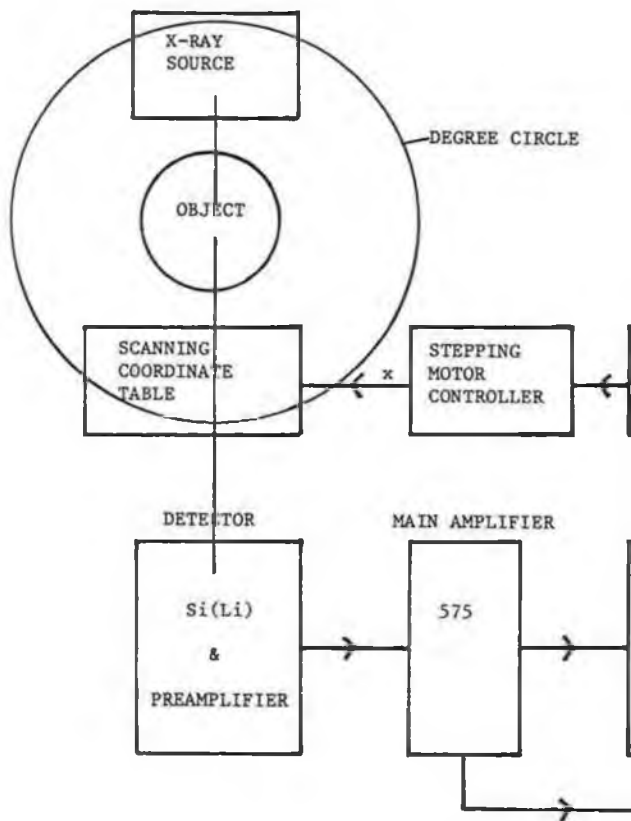 X-RAY
SOURCE
DEGREE CIRCLE
OBJECT
SCANNING
COORDINATE
TABLE
x
STEPPING
MOTOR
CONTROLLER
DETECTOR
MAIN AMPLIFIER
Si(Li)
&
PREAMPLIFIER
575